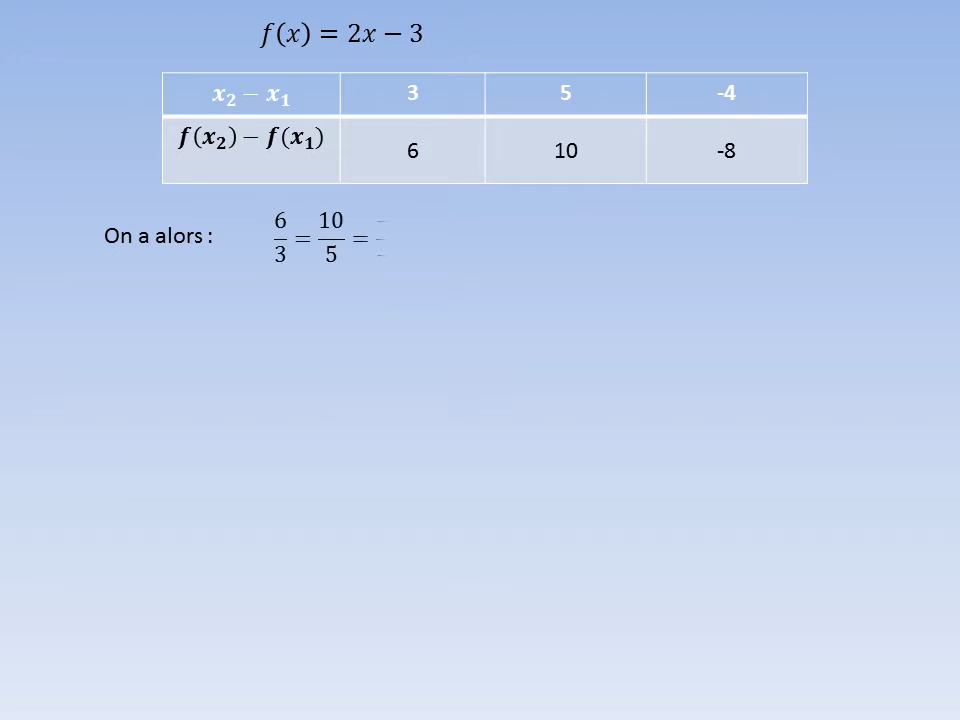 f(x) = 2x − 3
x₂ − x₁ 3 5 -4
f(x₂) − f(x₁) 6 10 -8
On a alors : 6/3 = 10/5 =